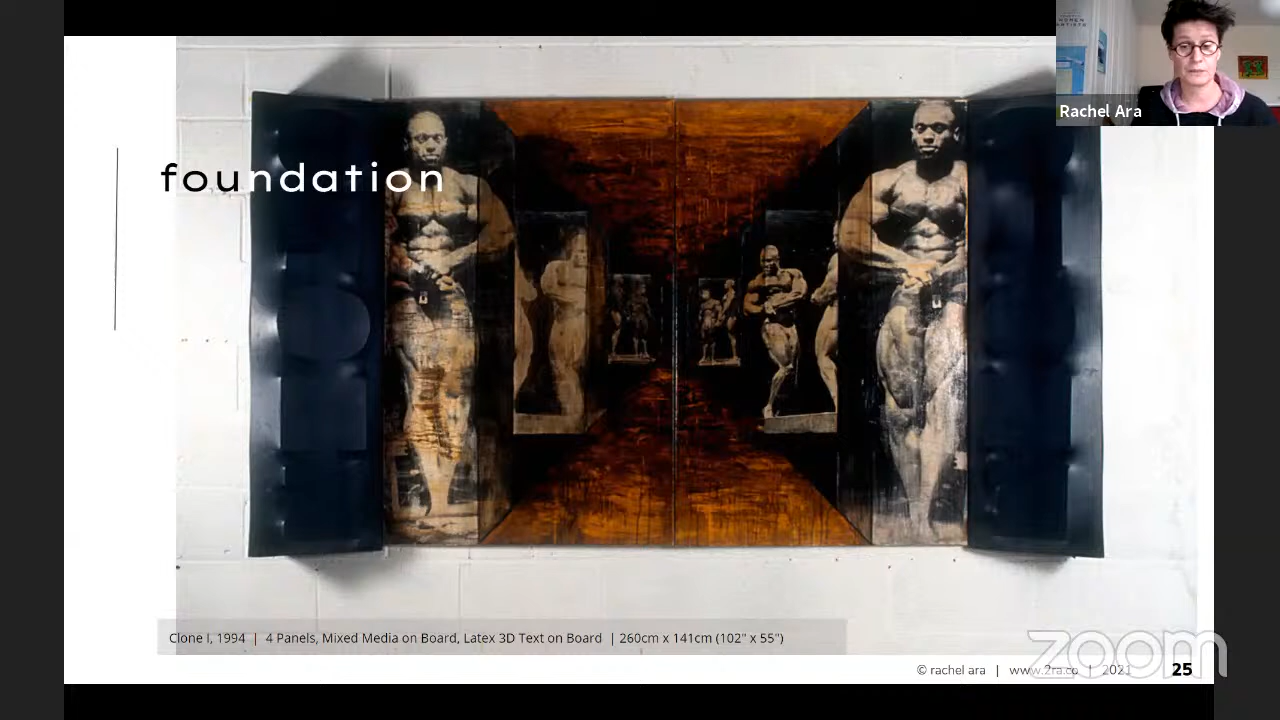 Rachel Ara
foundation
Clone I, 1994 | 4 Panels, Mixed Media on Board, Latex 3D Text on Board | 260cm x 141cm (102" x 55")
© rachel ara | www.2ra.co | 2021 25
zoom